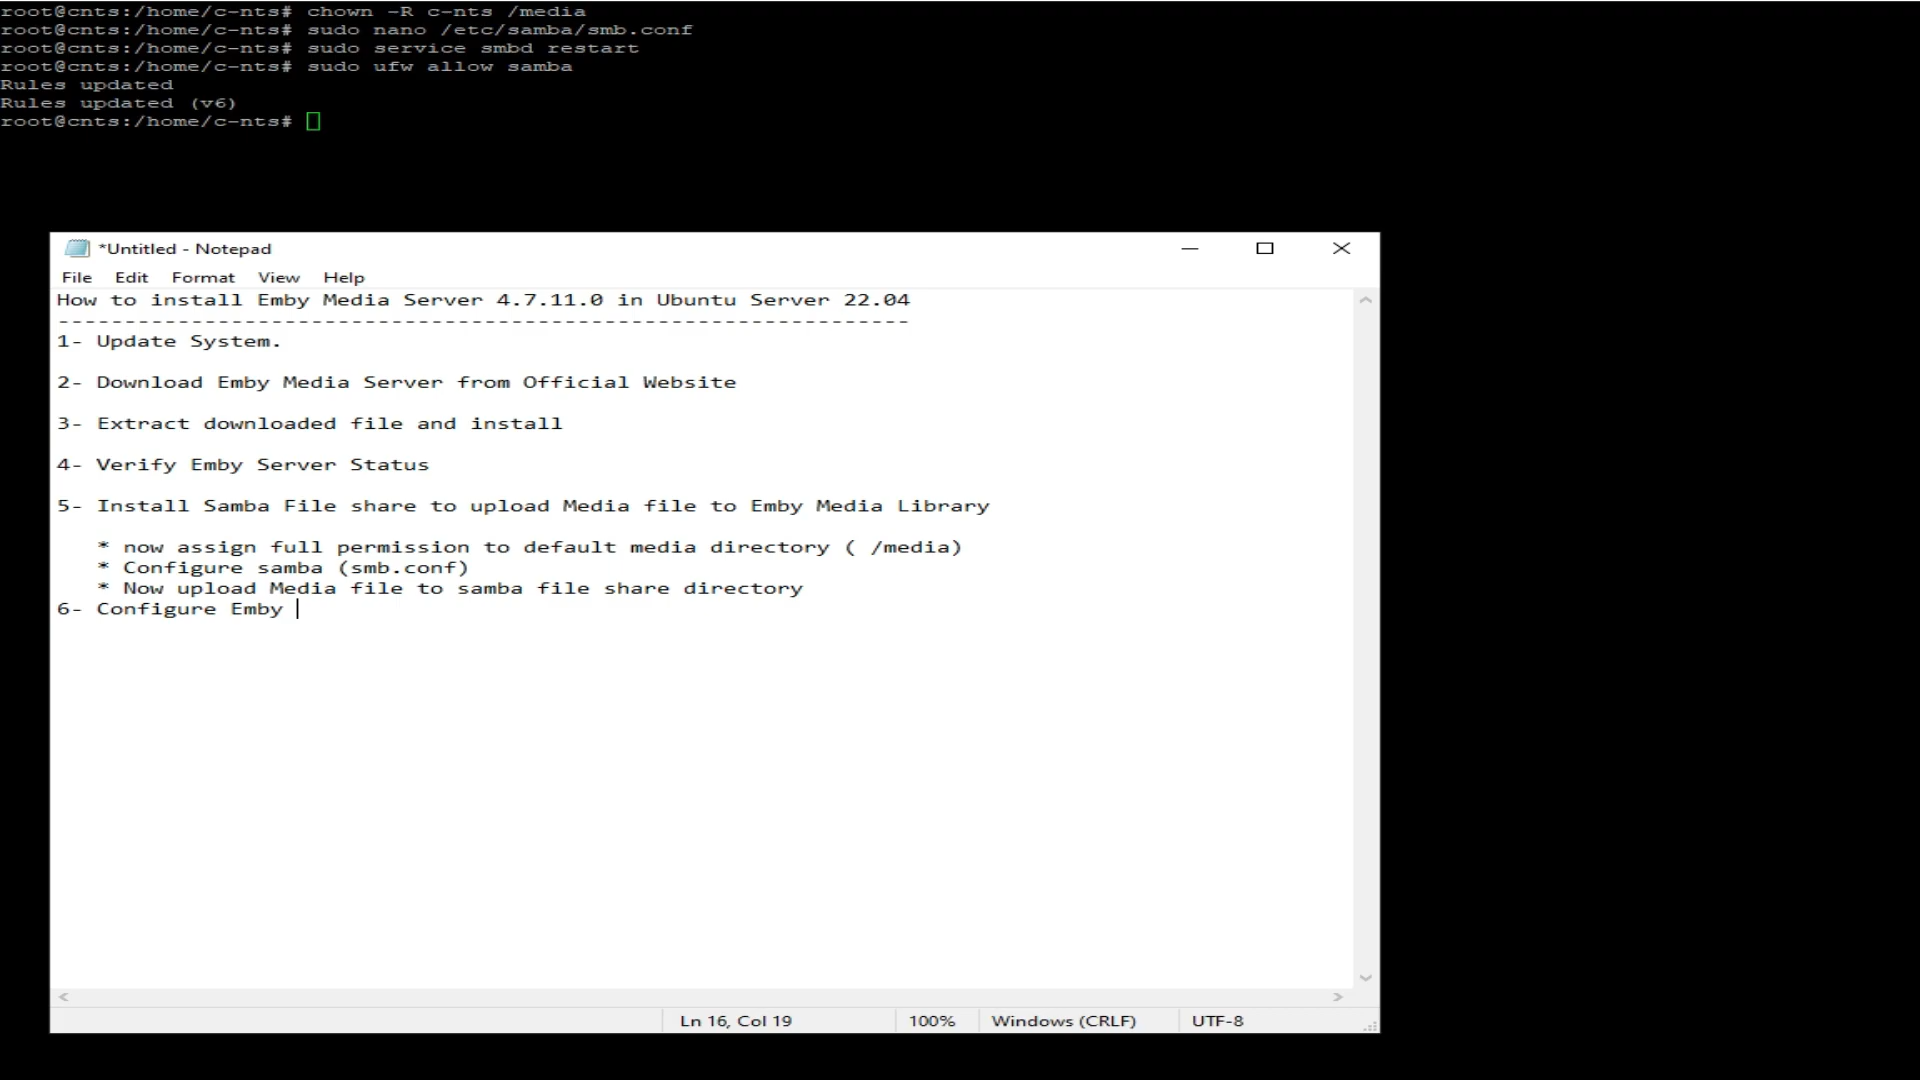 root@cnts:/home/c-nts# chown -R c-nts /media
root@cnts:/home/c-nts# sudo nano /etc/samba/smb.conf
root@cnts:/home/c-nts# sudo service smbd restart
root@cnts:/home/c-nts# sudo ufw allow samba
Rules updated
Rules updated (v6)
root@cnts:/home/c-nts#
*Untitled - Notepad
File Edit Format View Help
How to install Emby Media Server 4.7.11.0 in Ubuntu Server 22.04
----------------------------------------------------------------
1- Update System.
2- Download Emby Media Server from Official Website
3- Extract downloaded file and install
4- Verify Emby Server Status
5- Install Samba File share to upload Media file to Emby Media Library
* now assign full permission to default media directory ( /media)
* Configure samba (smb.conf)
* Now upload Media file to samba file share directory
6- Configure Emby
Ln 16, Col 19 100% Windows (CRLF) UTF-8